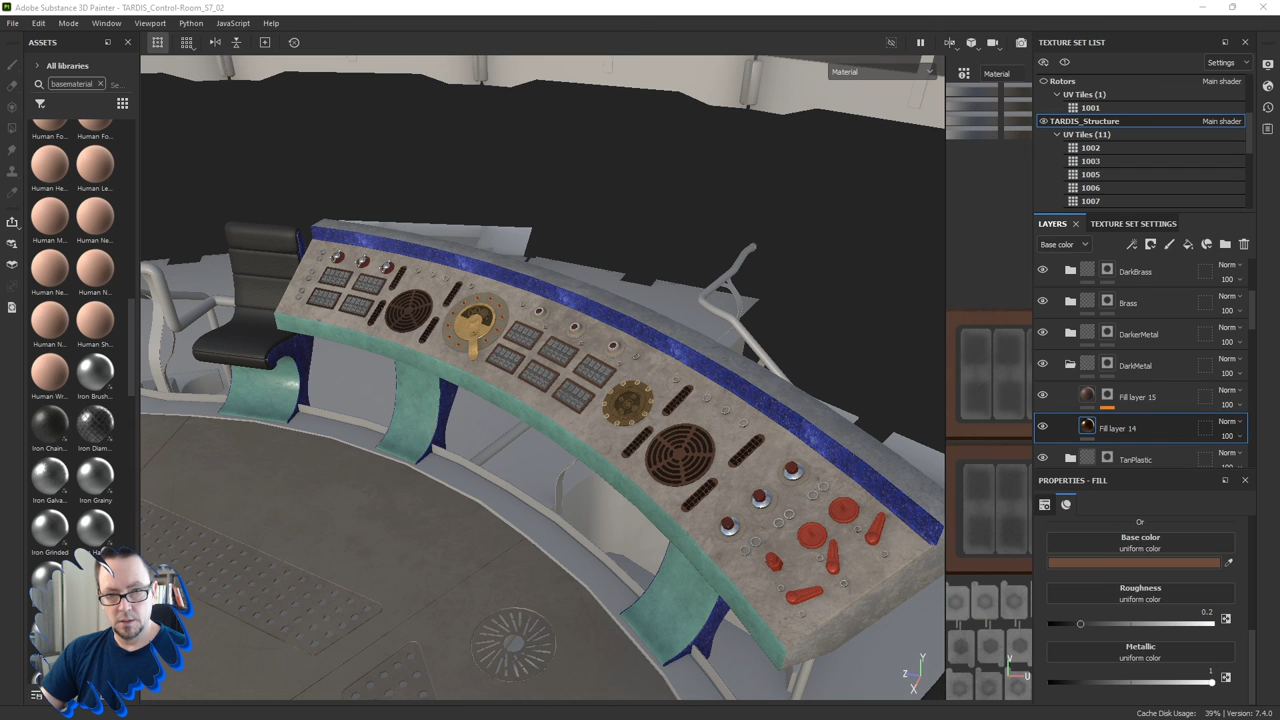 Adobe Substance 3D Painter - TARDIS_Control-Room_S7_02
File Edit Mode Window Viewport Python JavaScript Help
ASSETS
All libraries
basematerial Se...
Human Fo... Human Fo...
Human He... Human Le...
Human M... Human Ne...
Human Ne... Human N...
Human N... Human Sh...
Human Wr... Iron Brush...
Iron Chain... Iron Diam...
Iron Galva... Iron Grainy
Iron Grinded
Material
Material
Y
Z
X
V
U
TEXTURE SET LIST
Settings
Rotors Main shader
UV Tiles (1)
1001
TARDIS_Structure Main shader
UV Tiles (11)
1002
1003
1005
1006
1007
LAYERS TEXTURE SET SETTINGS
Base color
DarkBrass Norm 100
Brass Norm 100
DarkerMetal Norm 100
DarkMetal Norm 100
Fill layer 15 Norm 100
Fill layer 14 Norm 100
TanPlastic Norm 100
PROPERTIES - FILL
Or
Base color
uniform color
Roughness
uniform color
0.2
Metallic
uniform color
1
Cache Disk Usage: 39% | Version: 7.4.0